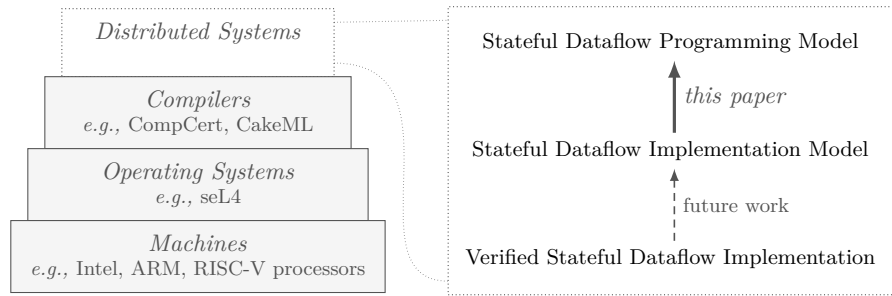 Distributed Systems
Compilers
e.g., CompCert, CakeML
Operating Systems
e.g., seL4
Machines
e.g., Intel, ARM, RISC-V processors
Stateful Dataflow Programming Model
this paper
Stateful Dataflow Implementation Model
future work
Verified Stateful Dataflow Implementation